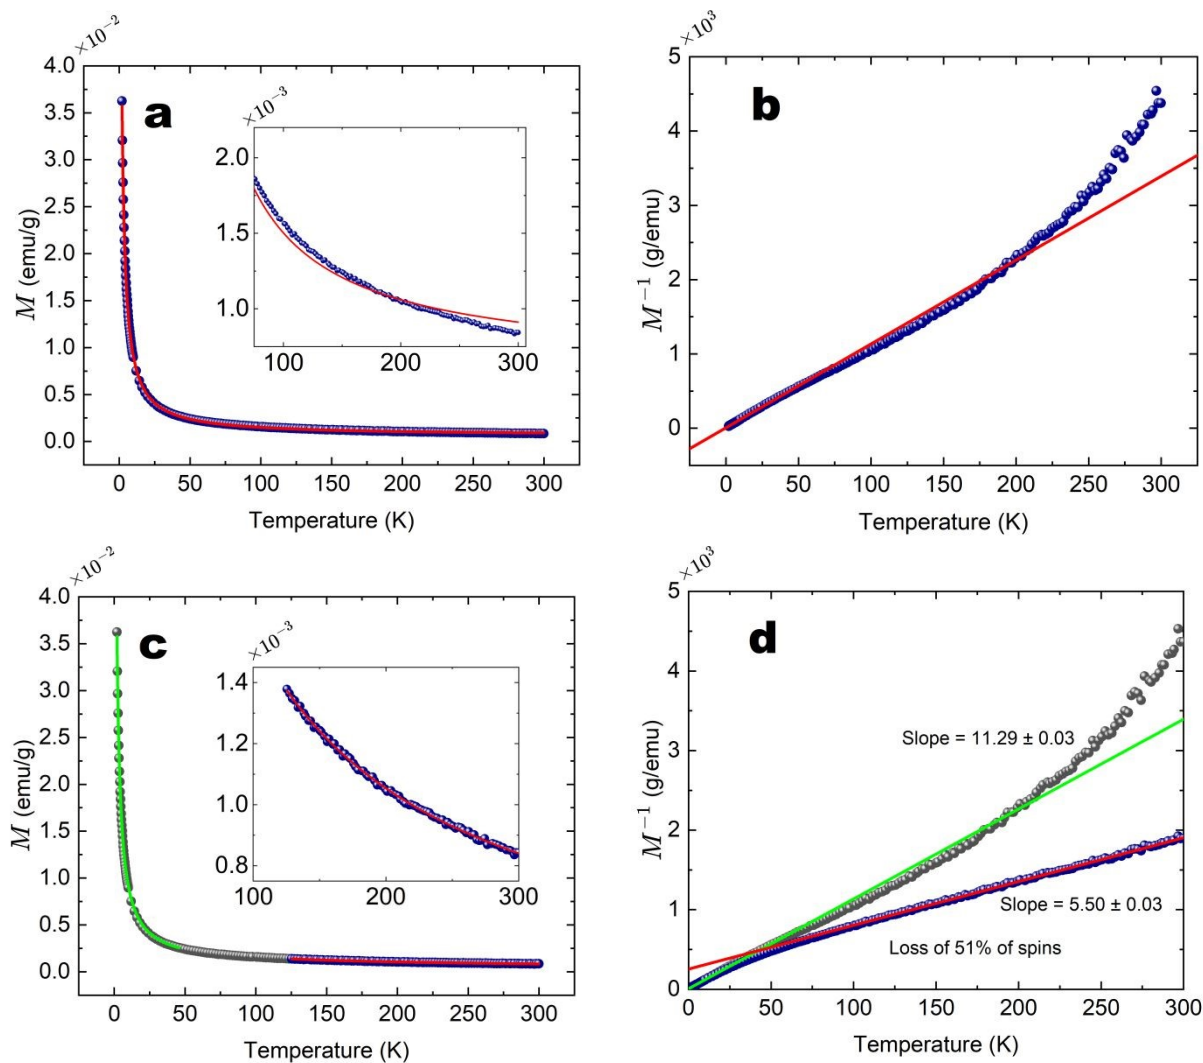 ×10⁻²
4.0
3.5
3.0
2.5
2.0
1.5
1.0
0.5
0.0
M (emu/g)
a
×10⁻³
2.0
1.5
1.0
100 200 300
0 50 100 150 200 250 300
Temperature (K)
×10³
5
4
3
2
1
0
M⁻¹ (g/emu)
b
0 50 100 150 200 250 300
Temperature (K)
×10⁻²
4.0
3.5
3.0
2.5
2.0
1.5
1.0
0.5
0.0
M (emu/g)
c
×10⁻³
1.4
1.2
1.0
0.8
100 200 300
0 50 100 150 200 250 300
Temperature (K)
×10³
5
4
3
2
1
0
M⁻¹ (g/emu)
d
Slope = 11.29 ± 0.03
Slope = 5.50 ± 0.03
Loss of 51% of spins
0 50 100 150 200 250 300
Temperature (K)